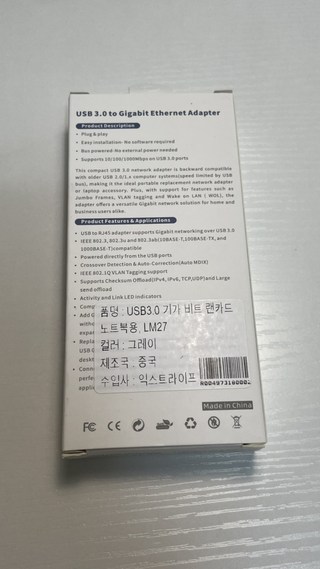 USB 3.0 to Gigabit Ethernet Adapter
Product Description
• Plug & play
• Easy installation: No software required
• Bus powered: No external power needed
• Supports 10/100/1000Mbps on USB 3.0 ports
This compact USB 3.0 network adapter is backward compatible
with older USB 2.0/1.x computer systems(speed limited by USB
bus), making it the ideal portable replacement network adapter
or laptop accessory. Plus, with support for features such as
Jumbo Frames, VLAN tagging and Wake on LAN ( WOL), the
adapter offers a versatile Gigabit network solution for home and
business users alike.
Product Features & Applications
• USB to RJ45 adapter supports Gigabit networking over USB 3.0
• IEEE 802.3, 802.3u and 802.3ab(10BASE-T,100BASE-TX, and
1000BASE-T)compatible
• Powered directly from the USB ports
• Crossover Detection & Auto-Correction(Auto MDIX)
• IEEE 802.1Q VLAN Tagging support
• Supports Checksum Offload(IPv4, IPv6, TCP,UDP)and Large
send offload
• Activity and Link LED Indicators
품명 : USB3.0 기가 비트 랜카드
노트북용, LM27
컬러 : 그레이
제조국 : 중국
수입사 : 익스트라이프
Made in China
FC CE